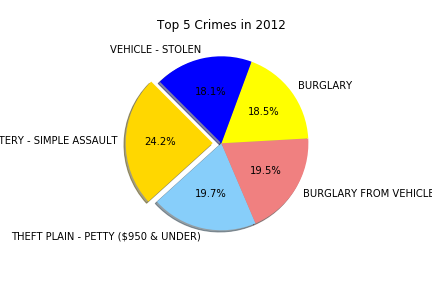 Top 5 Crimes in 2012
VEHICLE - STOLEN
18.1%
BURGLARY
18.5%
TERY - SIMPLE ASSAULT
24.2%
19.5%
19.7%
BURGLARY FROM VEHICLE
THEFT PLAIN - PETTY ($950 & UNDER)